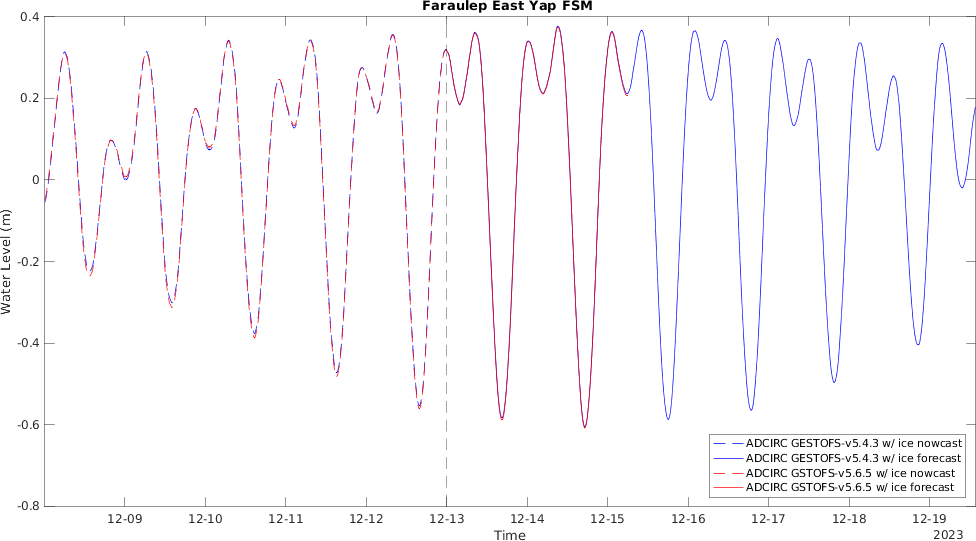 Faraulep East Yap FSM
0.4
0.2
0
-0.2
-0.4
-0.6
-0.8
Water Level (m)
ADCIRC GESTOFS-v5.4.3 w/ ice nowcast
ADCIRC GESTOFS-v5.4.3 w/ ice forecast
ADCIRC GSTOFS-v5.6.5 w/ ice nowcast
ADCIRC GSTOFS-v5.6.5 w/ ice forecast
12-09 12-10 12-11 12-12 12-13 12-14 12-15 12-16 12-17 12-18 12-19
Time
2023